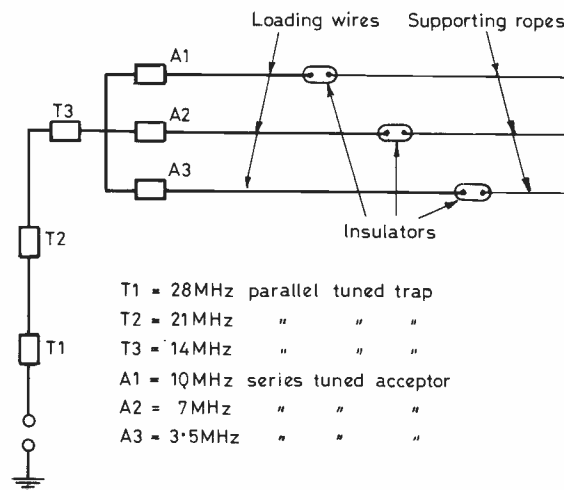 Loading wires Supporting ropes
A1
T3 A2
A3
T2
Insulators
T1 = 28MHz parallel tuned trap
T2 = 21MHz " " "
T1
T3 = 14MHz " " "
A1 = 10MHz series tuned acceptor
A2 = 7MHz " " "
A3 = 3·5MHz " " "